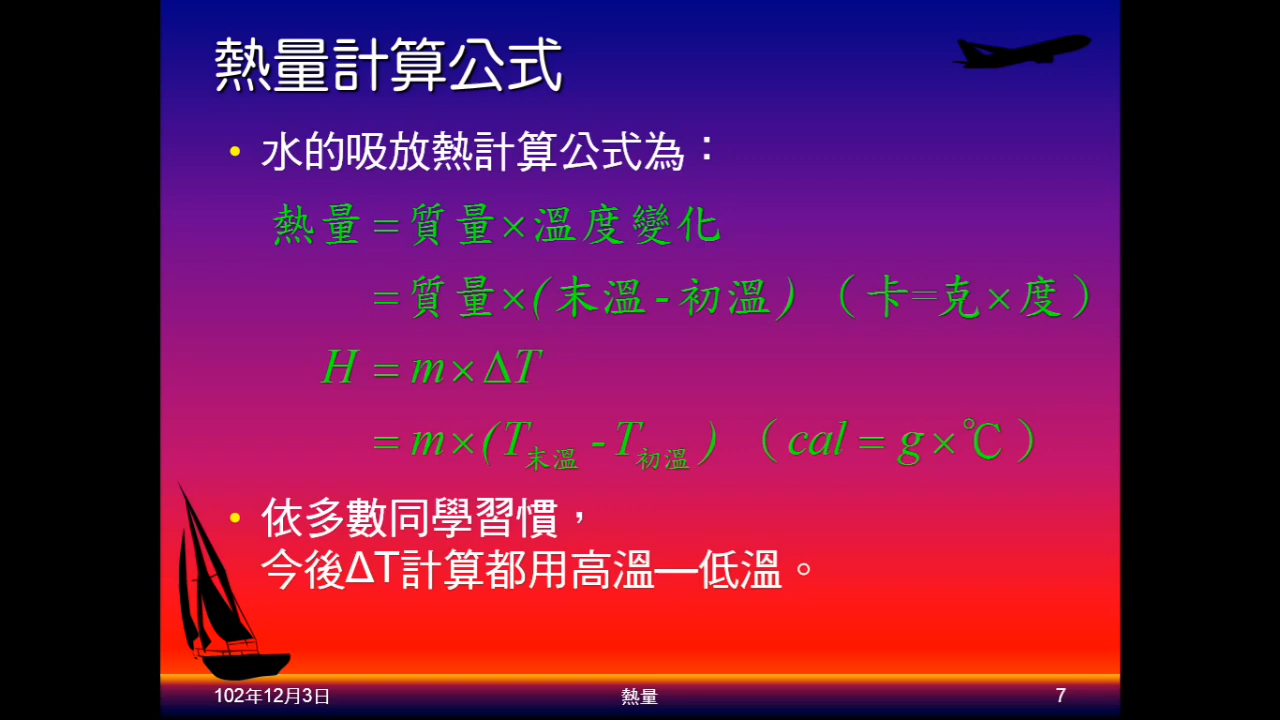 熱量計算公式
• 水的吸放熱計算公式為：
熱量＝質量×溫度變化
＝質量×(末溫-初溫)（卡=克×度）
H = m×ΔT
= m×(T末溫 -T初溫)（cal = g×℃）
• 依多數同學習慣，
今後ΔT計算都用高溫—低溫。
102年12月3日 熱量 7